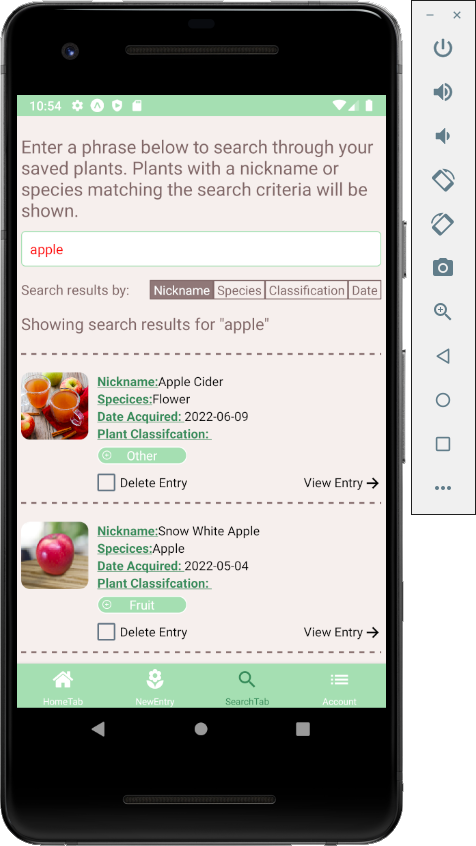 10:54
Enter a phrase below to search through your
saved plants. Plants with a nickname or
species matching the search criteria will be
shown.
apple
Search results by: Nickname Species Classification Date
Showing search results for "apple"
Nickname:Apple Cider
Specices:Flower
Date Acquired: 2022-06-09
Plant Classifcation:
Other
Delete Entry View Entry
Nickname:Snow White Apple
Specices:Apple
Date Acquired: 2022-05-04
Plant Classifcation:
Fruit
Delete Entry View Entry
HomeTab NewEntry SearchTab Account